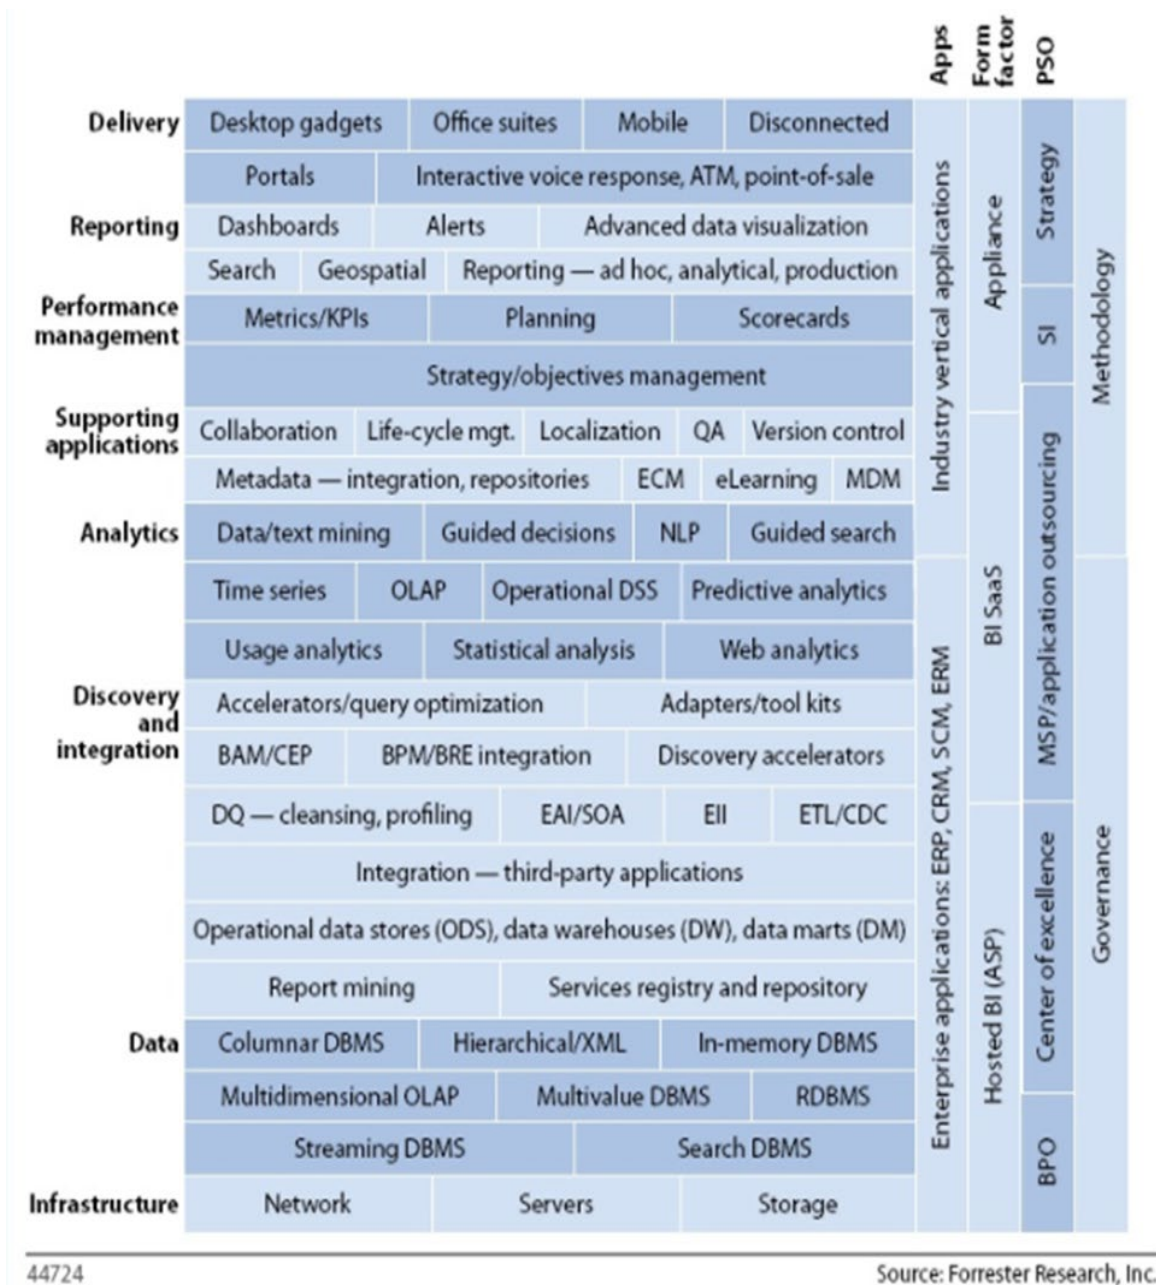 Apps
Form
factor
PSO
Delivery
Desktop gadgets
Office suites
Mobile
Disconnected
Portals
Interactive voice response, ATM, point-of-sale
Reporting
Dashboards
Alerts
Advanced data visualization
Search
Geospatial
Reporting — ad hoc, analytical, production
Performance
management
Metrics/KPIs
Planning
Scorecards
Strategy/objectives management
Supporting
applications
Collaboration
Life-cycle mgt.
Localization
QA
Version control
Metadata — integration, repositories
ECM
eLearning
MDM
Analytics
Data/text mining
Guided decisions
NLP
Guided search
Time series
OLAP
Operational DSS
Predictive analytics
Usage analytics
Statistical analysis
Web analytics
Discovery
and
integration
Accelerators/query optimization
Adapters/tool kits
BAM/CEP
BPM/BRE integration
Discovery accelerators
DQ — cleansing, profiling
EAI/SOA
EII
ETL/CDC
Integration — third-party applications
Operational data stores (ODS), data warehouses (DW), data marts (DM)
Report mining
Services registry and repository
Data
Columnar DBMS
Hierarchical/XML
In-memory DBMS
Multidimensional OLAP
Multivalue DBMS
RDBMS
Streaming DBMS
Search DBMS
Infrastructure
Network
Servers
Storage
Industry vertical applications
Enterprise applications: ERP, CRM, SCM, ERM
Appliance
BI SaaS
Hosted BI (ASP)
Strategy
SI
MSP/application outsourcing
Center of excellence
BPO
Methodology
Governance
44724
Source: Forrester Research, Inc.